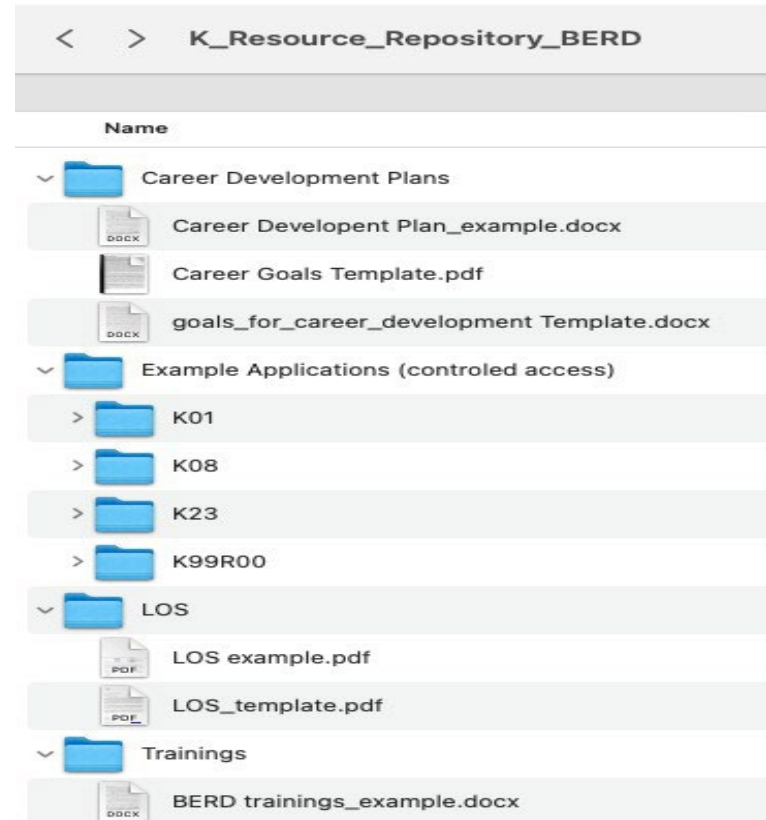 K_Resource_Repository_BERD
Name
Career Development Plans
DOCX
Career Developent Plan_example.docx
Career Goals Template.pdf
DOCX
goals_for_career_development Template.docx
Example Applications (controled access)
K01
K08
K23
K99R00
LOS
PDF
LOS example.pdf
PDF
LOS_template.pdf
Trainings
DOCX
BERD trainings_example.docx